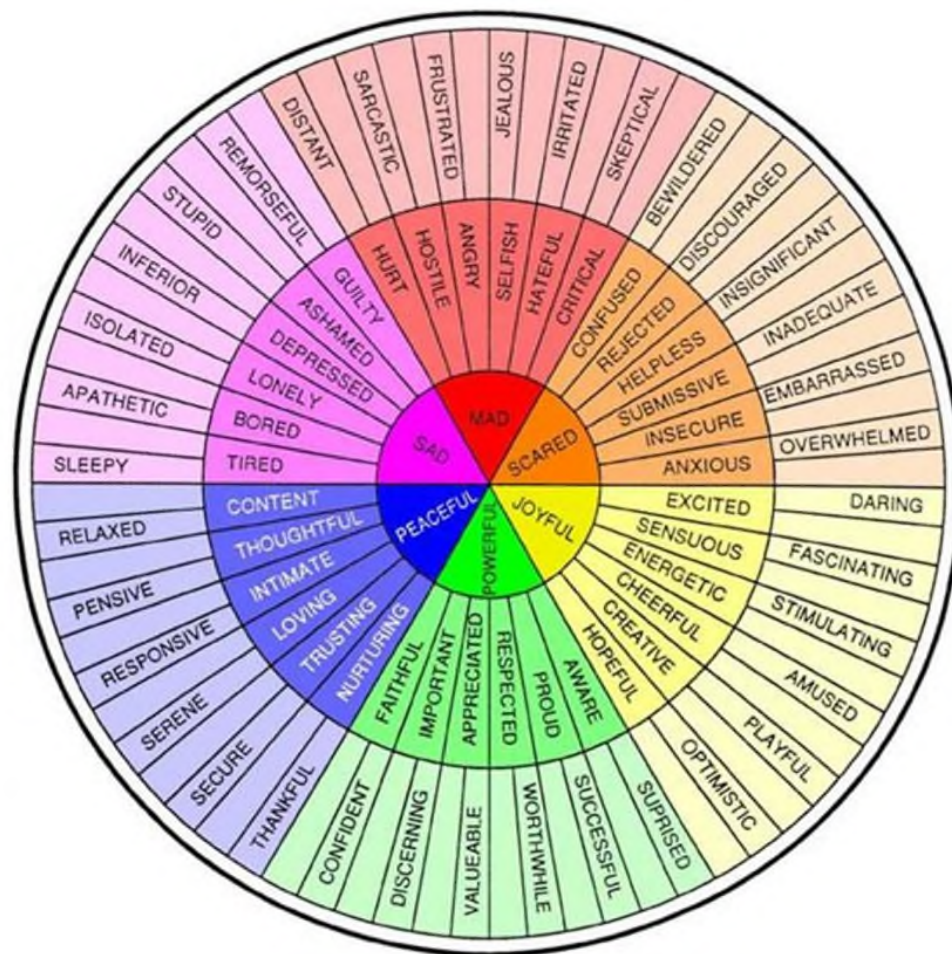 MAD
SCARED
JOYFUL
POWERFUL
PEACEFUL
SAD
HURT
HOSTILE
ANGRY
SELFISH
HATEFUL
CRITICAL
CONFUSED
REJECTED
HELPLESS
SUBMISSIVE
INSECURE
ANXIOUS
EXCITED
SENSUOUS
ENERGETIC
CHEERFUL
CREATIVE
HOPEFUL
AWARE
PROUD
RESPECTED
APPRECIATED
IMPORTANT
FAITHFUL
NURTURING
TRUSTING
LOVING
INTIMATE
THOUGHTFUL
CONTENT
TIRED
BORED
LONELY
DEPRESSED
ASHAMED
GUILTY
DISTANT
SARCASTIC
FRUSTRATED
JEALOUS
IRRITATED
SKEPTICAL
BEWILDERED
DISCOURAGED
INSIGNIFICANT
INADEQUATE
EMBARRASSED
OVERWHELMED
DARING
FASCINATING
STIMULATING
AMUSED
PLAYFUL
OPTIMISTIC
SUPRISED
SUCCESSFUL
WORTHWHILE
VALUEABLE
DISCERNING
CONFIDENT
THANKFUL
SECURE
SERENE
RESPONSIVE
PENSIVE
RELAXED
SLEEPY
APATHETIC
ISOLATED
INFERIOR
STUPID
REMORSEFUL